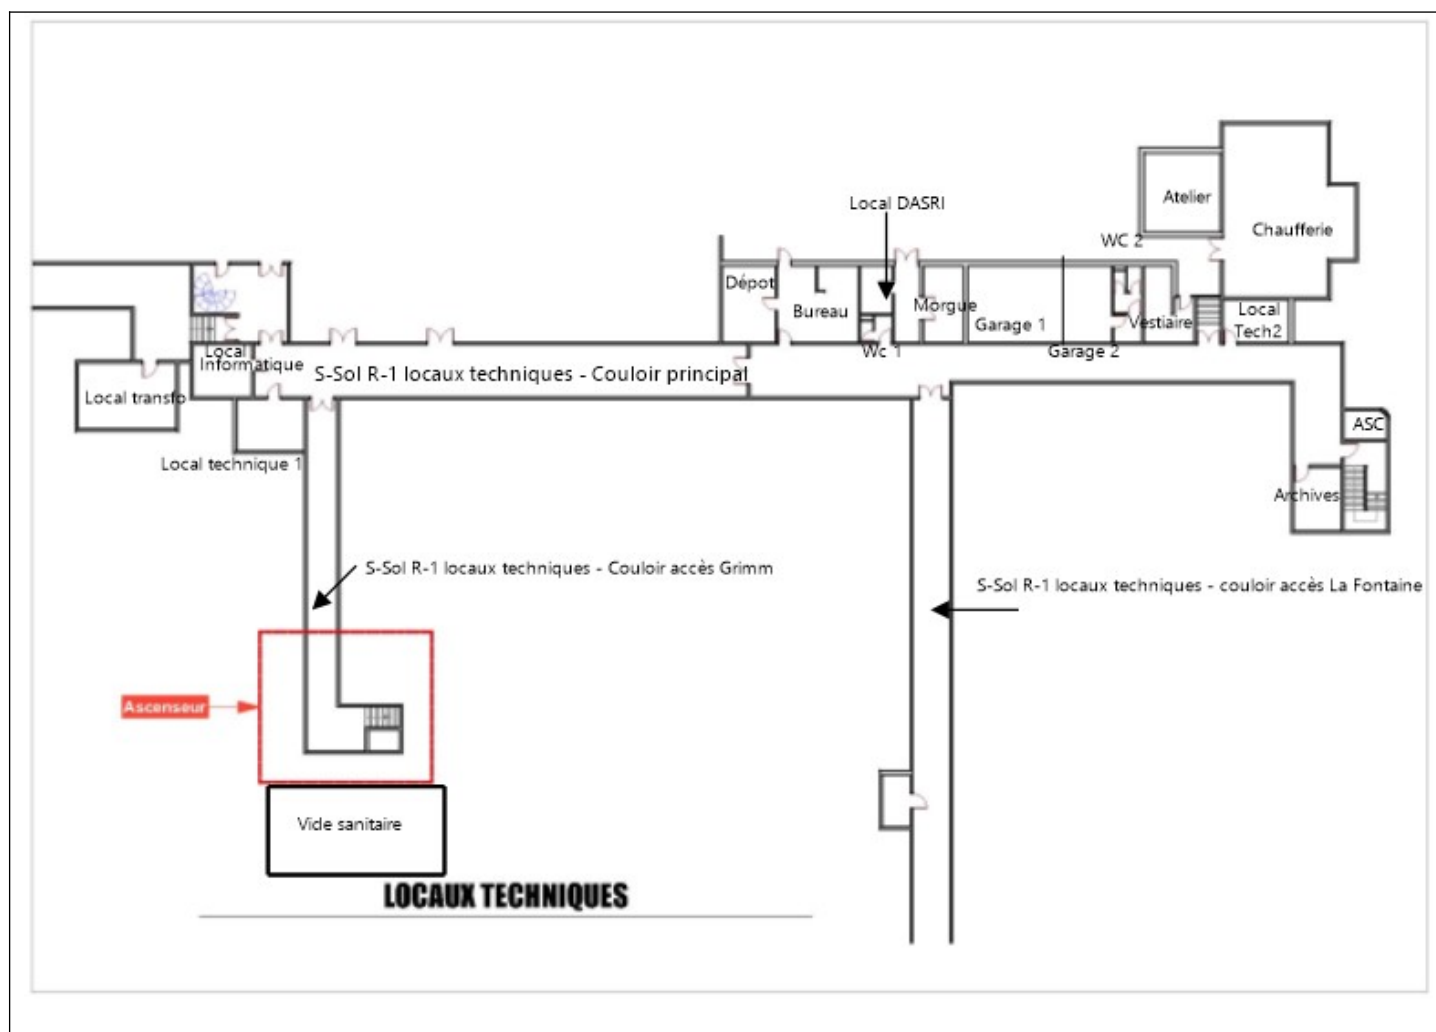 Atelier
Local DASRI
Chaufferie
WC 2
Dépot
Bureau
Morgue
Garage 1
Vestiaire
Local
Tech2
Wc 1
Garage 2
Local
Informatique
S-Sol R-1 locaux techniques - Couloir principal
Local transfo
ASC
Local technique 1
Archives
S-Sol R-1 locaux techniques - Couloir accès Grimm
S-Sol R-1 locaux techniques - couloir accès La Fontaine
Ascenseur
Vide sanitaire
LOCAUX TECHNIQUES